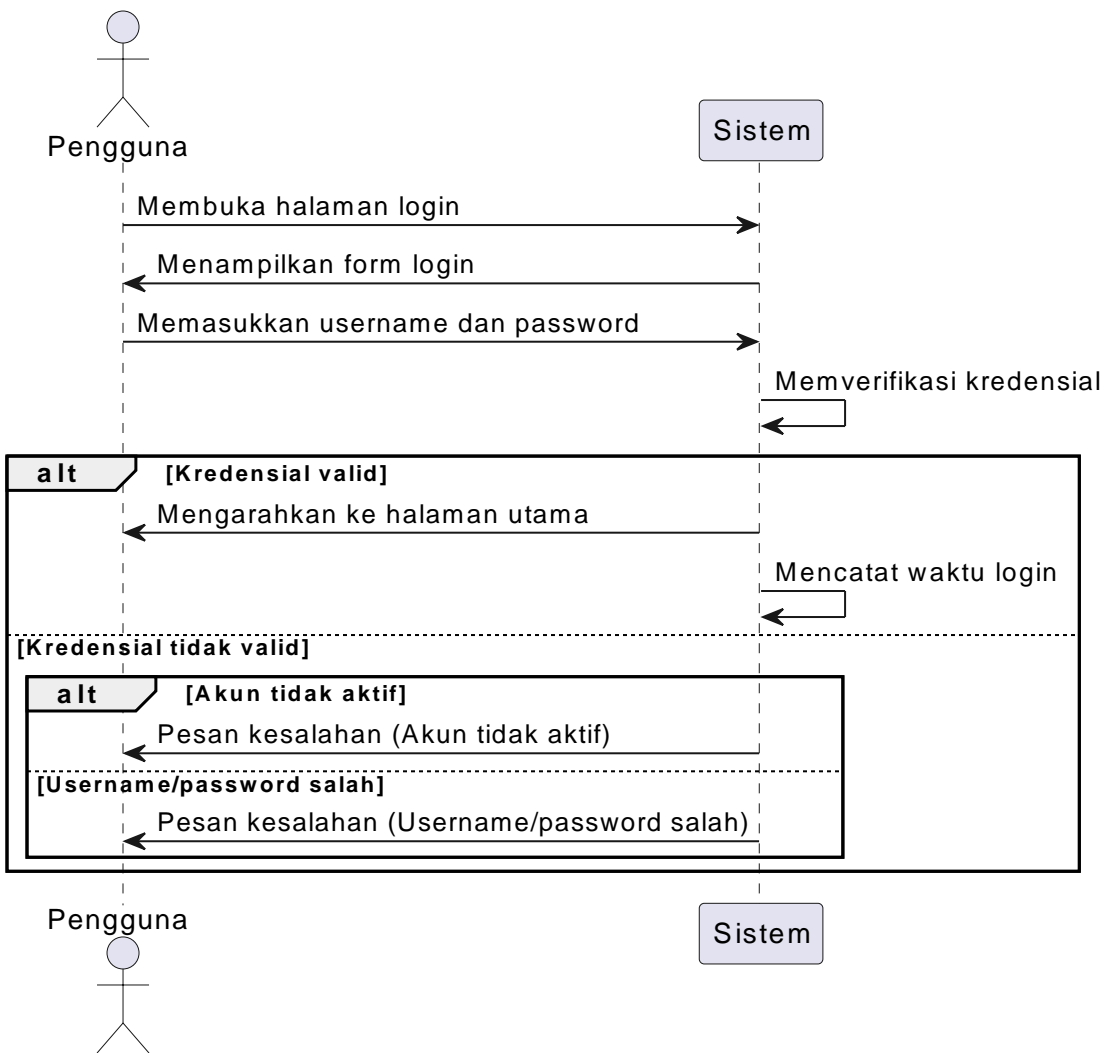 Pengguna
Sistem
Membuka halaman login
Menampilkan form login
Memasukkan username dan password
Memverifikasi kredensial
alt [Kredensial valid]
Mengarahkan ke halaman utama
Mencatat waktu login
[Kredensial tidak valid]
alt [Akun tidak aktif]
Pesan kesalahan (Akun tidak aktif)
[Username/password salah]
Pesan kesalahan (Username/password salah)
Pengguna
Sistem